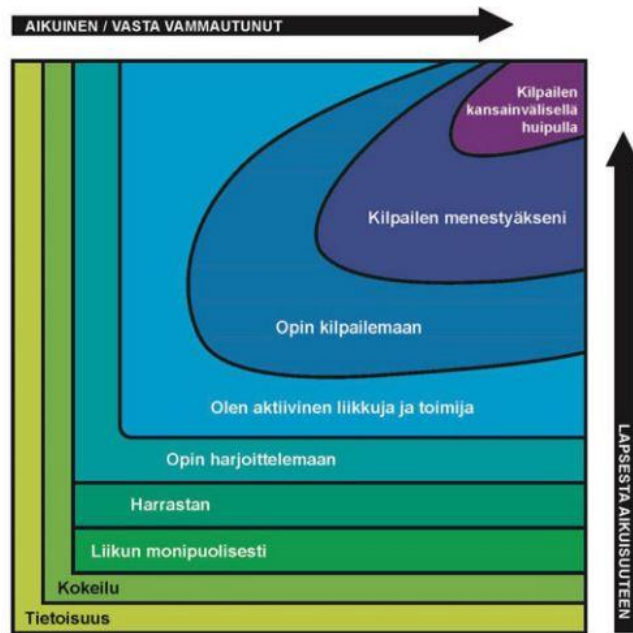 AIKUINEN / VASTA VAMMAUTUNUT
Kilpailen
kansainvälisellä
huipulla
Kilpailen menestyäkseni
Opin kilpailemaan
Olen aktiivinen liikkuja ja toimija
Opin harjoittelemaan
Harrastan
Liikun monipuolisesti
Kokeilu
Tietoisuus
LAPSESTA AIKUISUUTEEN